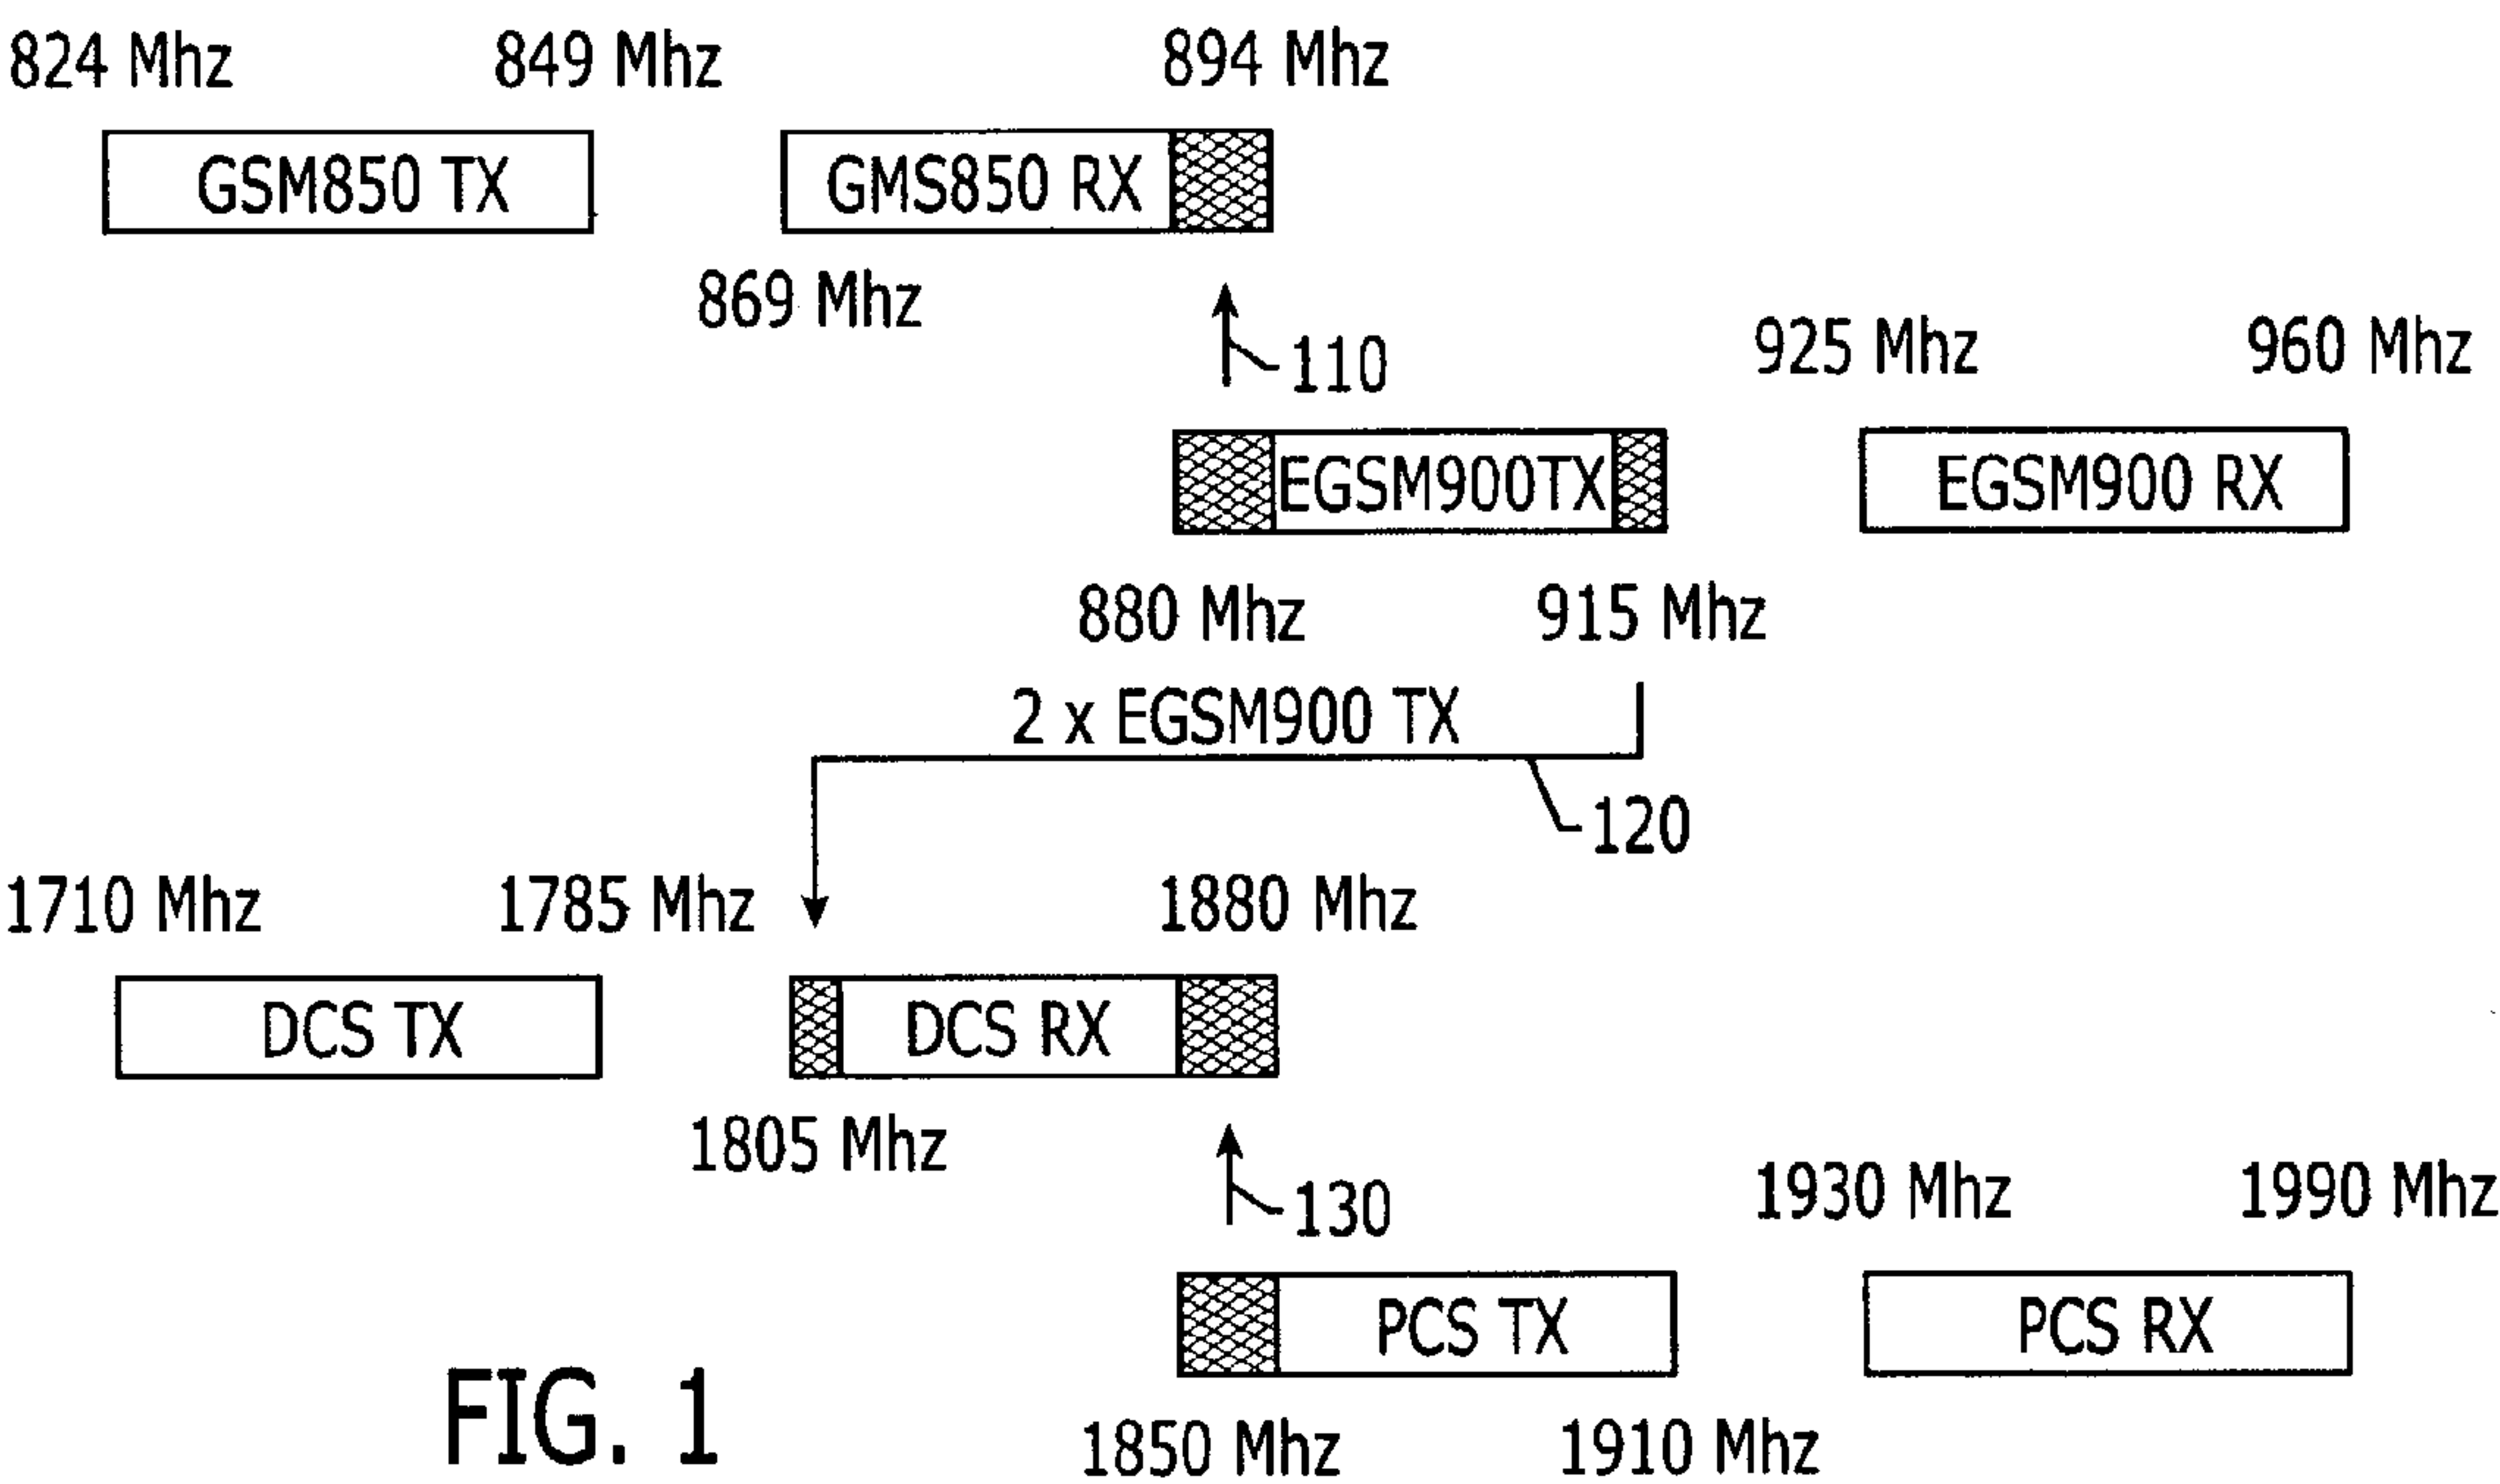 824 Mhz 849 Mhz 894 Mhz
GSM850 TX GMS850 RX
869 Mhz
110
925 Mhz 960 Mhz
EGSM900TX EGSM900 RX
880 Mhz 915 Mhz
2 x EGSM900 TX
120
1710 Mhz 1785 Mhz 1880 Mhz
DCS TX DCS RX
1805 Mhz
130
1930 Mhz 1990 Mhz
PCS TX PCS RX
1850 Mhz 1910 Mhz
FIG. 1